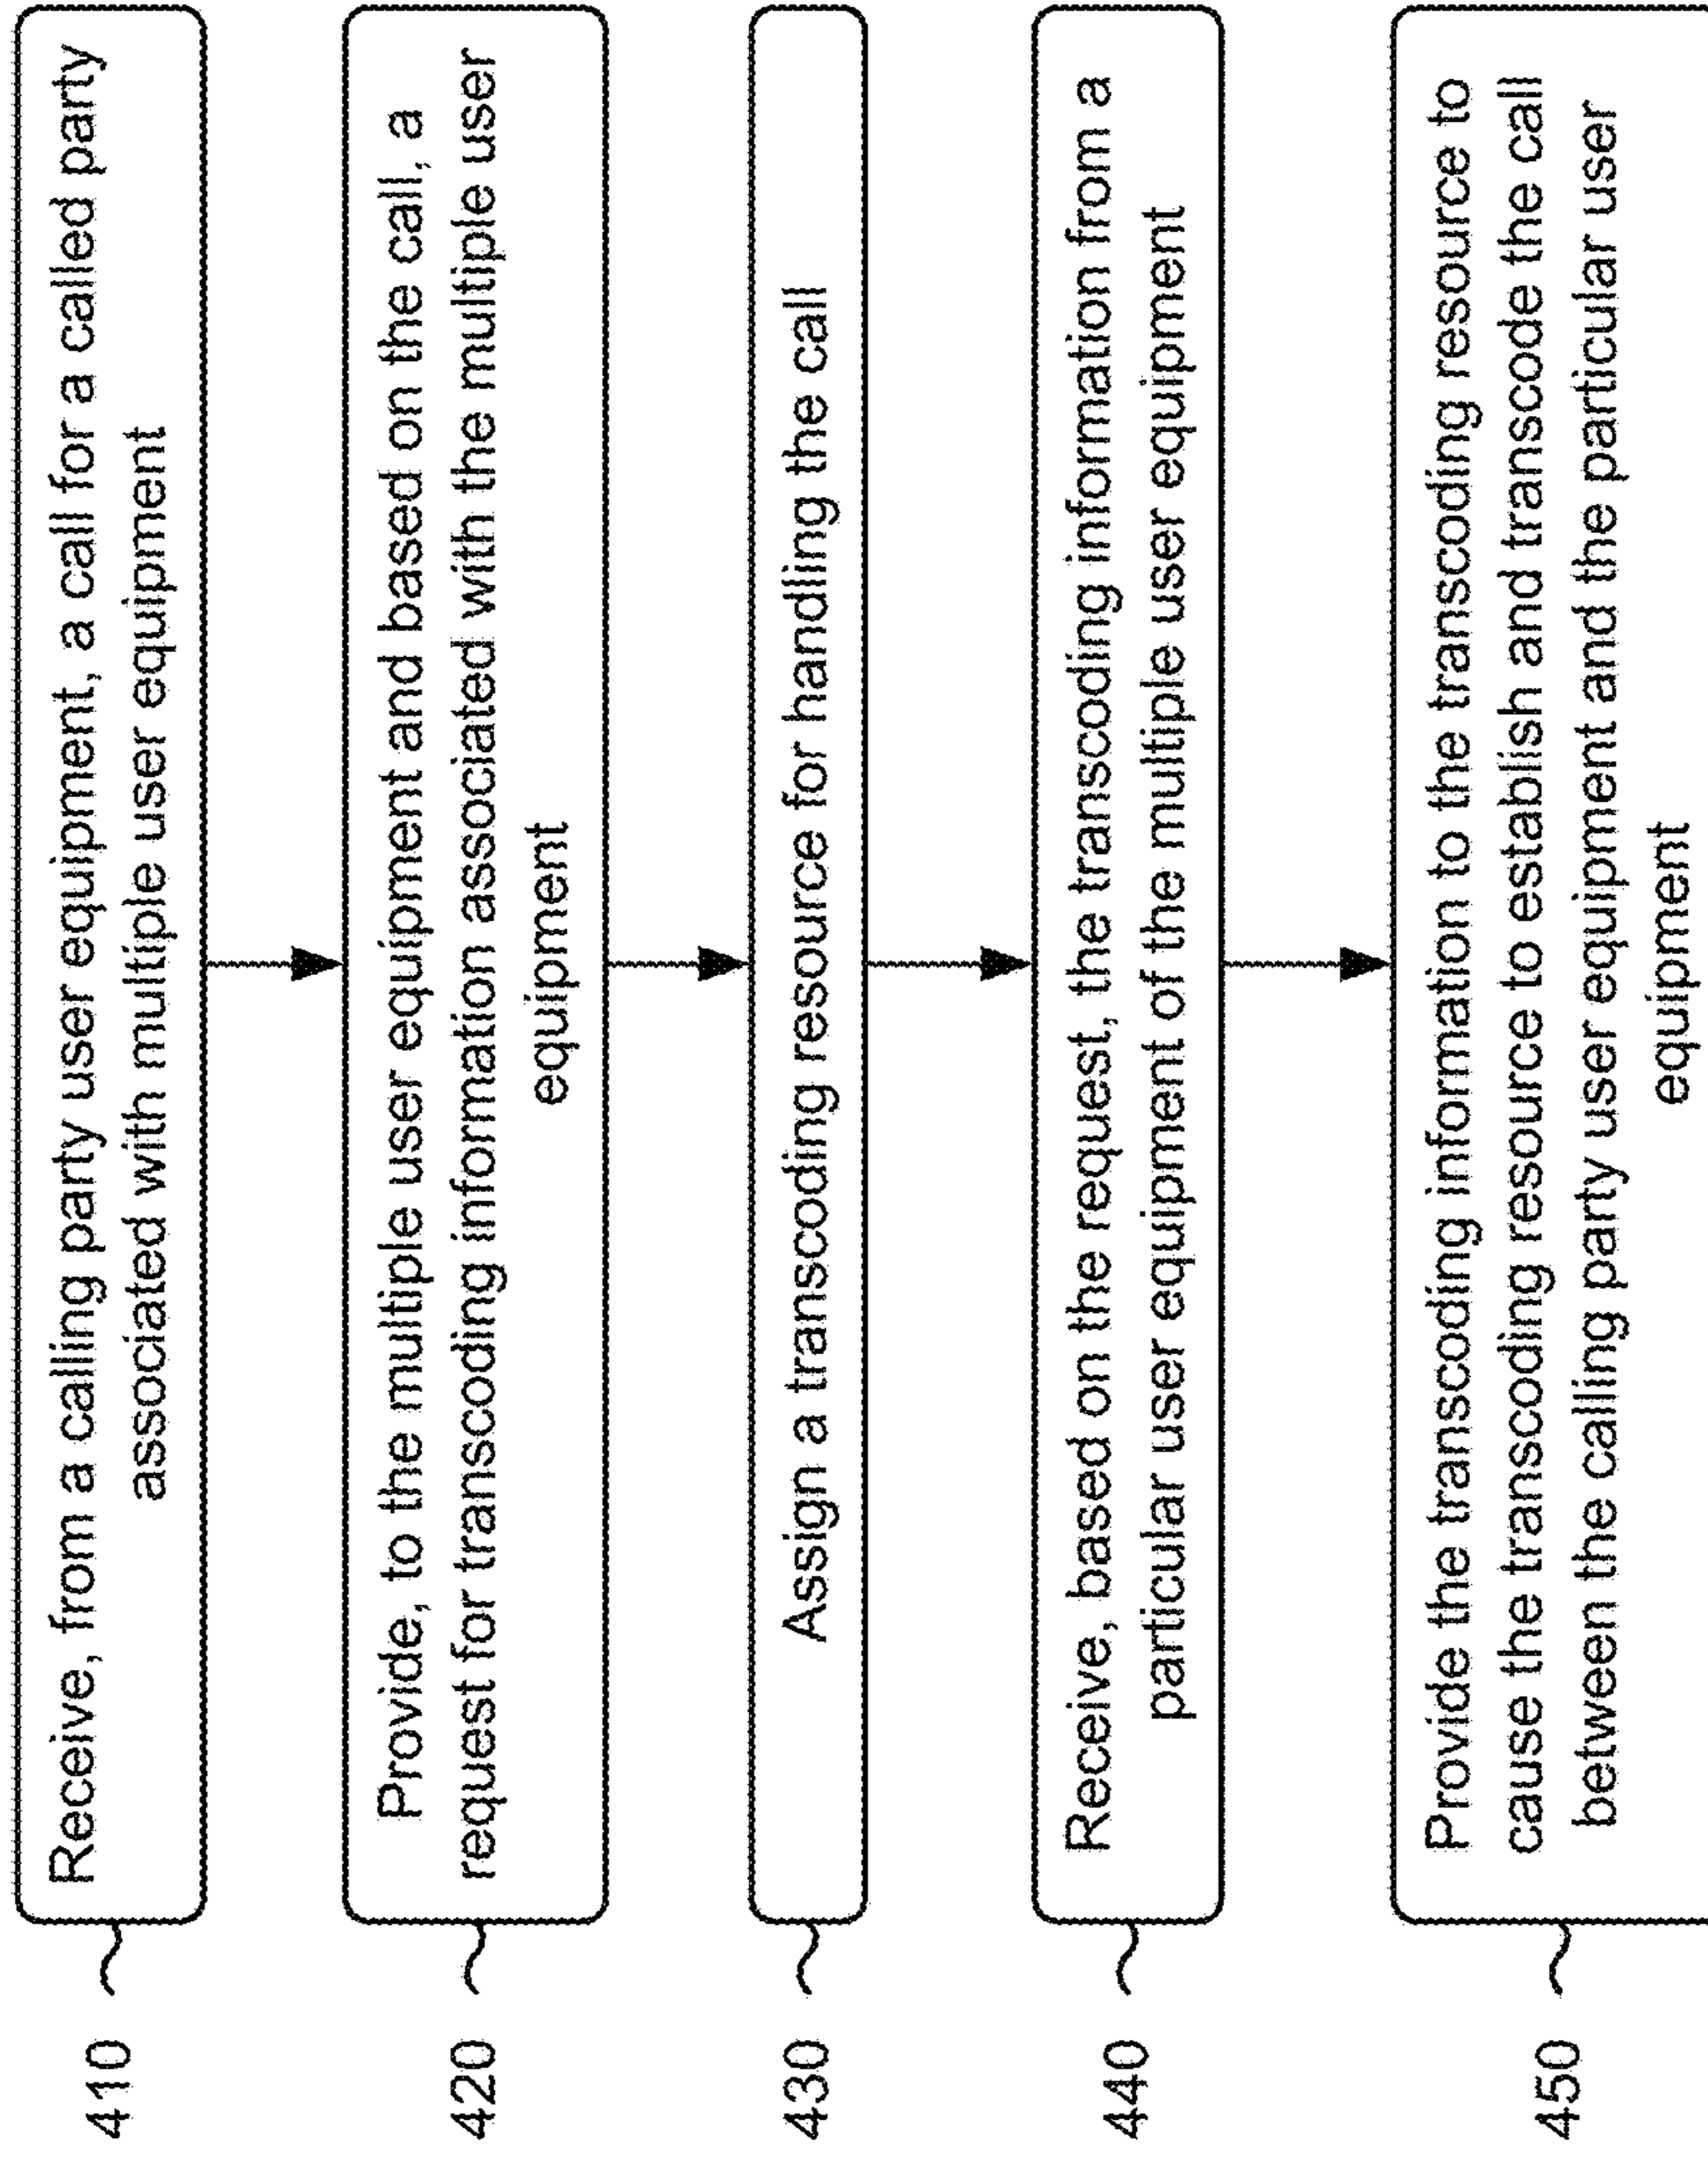 410
Receive, from a calling party user equipment, a call for a called party
associated with multiple user equipment
420
Provide, to the multiple user equipment and based on the call, a
request for transcoding information associated with the multiple user
equipment
430
Assign a transcoding resource for handling the call
440
Receive, based on the request, the transcoding information from a
particular user equipment of the multiple user equipment
450
Provide the transcoding information to the transcoding resource to
cause the transcoding resource to establish and transcode the call
between the calling party user equipment and the particular user
equipment